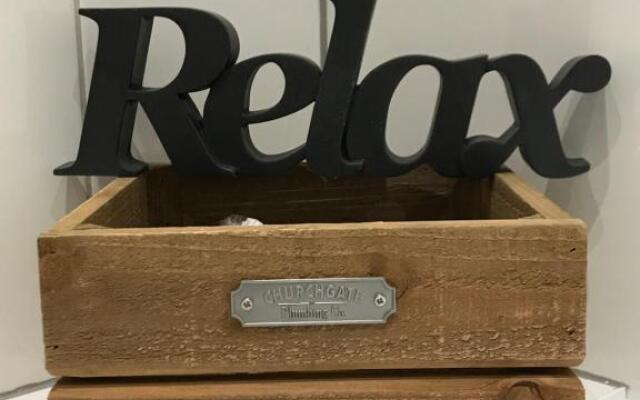 Relax
CHURCHGATE
Plumbing Co.